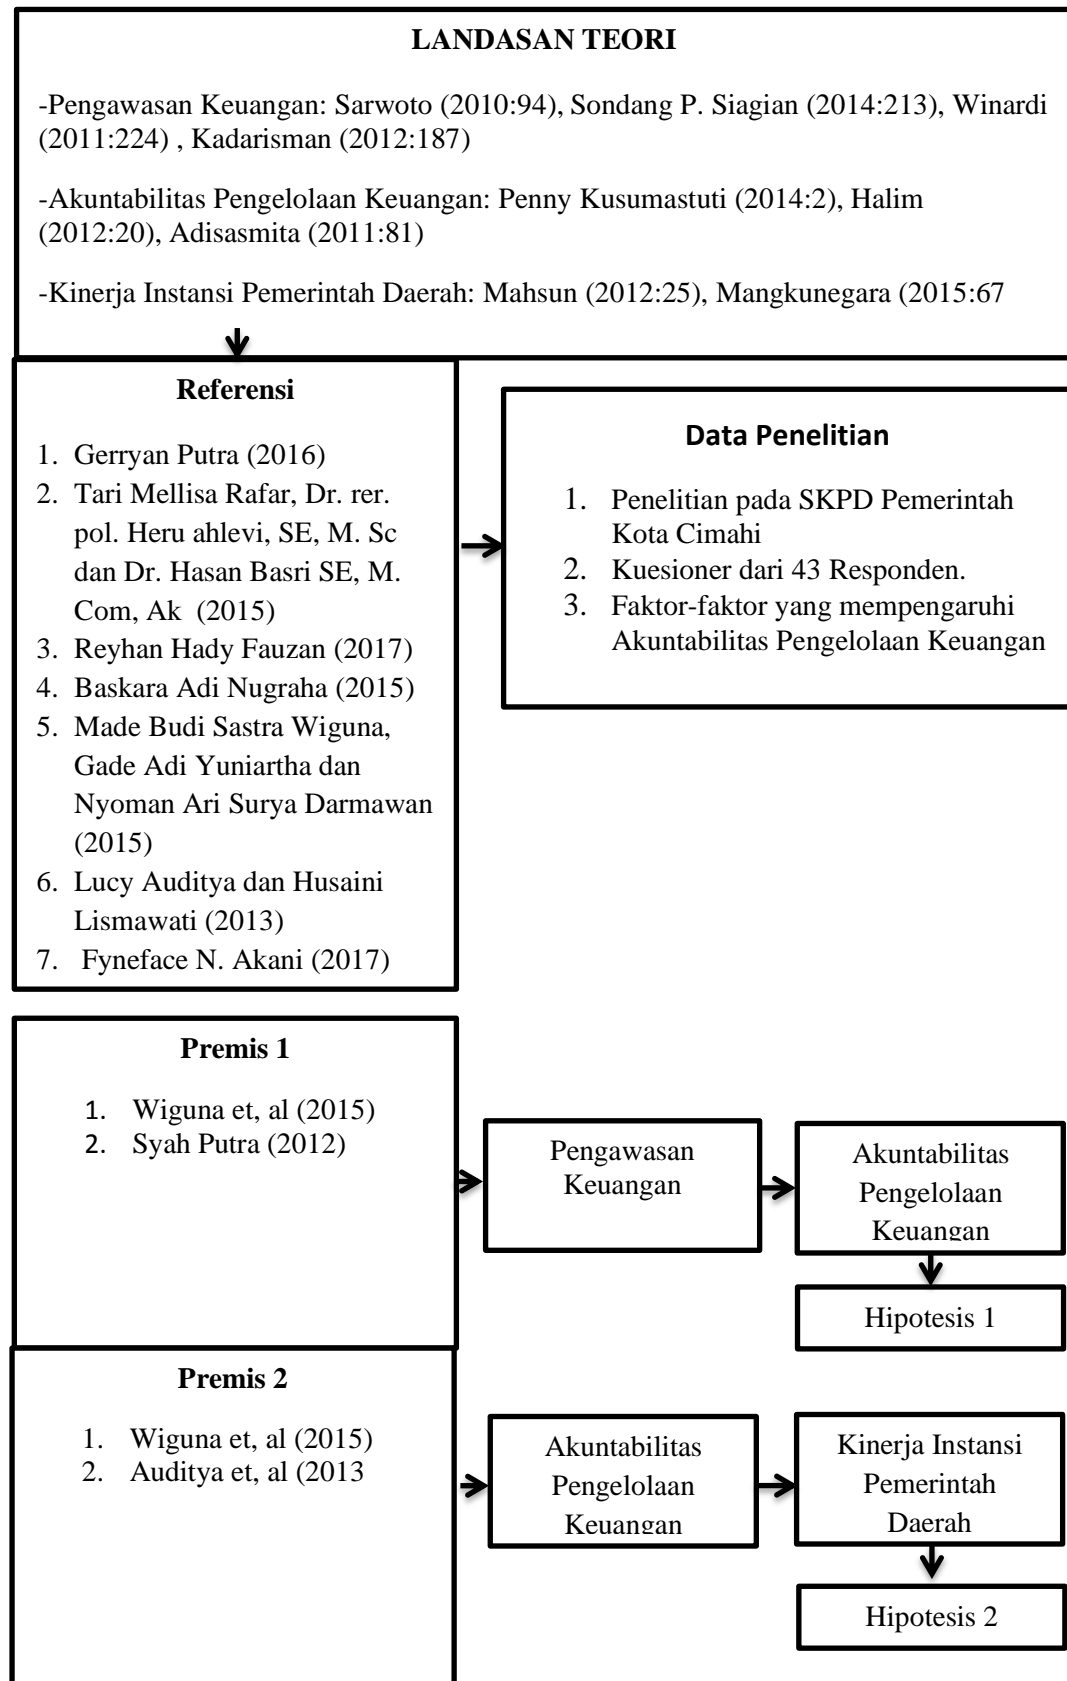 LANDASAN TEORI
-Pengawasan Keuangan: Sarwoto (2010:94), Sondang P. Siagian (2014:213), Winardi
(2011:224) , Kadarisman (2012:187)
-Akuntabilitas Pengelolaan Keuangan: Penny Kusumastuti (2014:2), Halim
(2012:20), Adisasmita (2011:81)
-Kinerja Instansi Pemerintah Daerah: Mahsun (2012:25), Mangkunegara (2015:67
Referensi
1. Gerryan Putra (2016)
2. Tari Mellisa Rafar, Dr. rer.
pol. Heru ahlevi, SE, M. Sc
dan Dr. Hasan Basri SE, M.
Com, Ak (2015)
3. Reyhan Hady Fauzan (2017)
4. Baskara Adi Nugraha (2015)
5. Made Budi Sastra Wiguna,
Gade Adi Yuniartha dan
Nyoman Ari Surya Darmawan
(2015)
6. Lucy Auditya dan Husaini
Lismawati (2013)
7. Fyneface N. Akani (2017)
Data Penelitian
1. Penelitian pada SKPD Pemerintah
Kota Cimahi
2. Kuesioner dari 43 Responden.
3. Faktor-faktor yang mempengaruhi
Akuntabilitas Pengelolaan Keuangan
Premis 1
1. Wiguna et, al (2015)
2. Syah Putra (2012)
Pengawasan
Keuangan
Akuntabilitas
Pengelolaan
Keuangan
Hipotesis 1
Premis 2
1. Wiguna et, al (2015)
2. Auditya et, al (2013
Akuntabilitas
Pengelolaan
Keuangan
Kinerja Instansi
Pemerintah
Daerah
Hipotesis 2